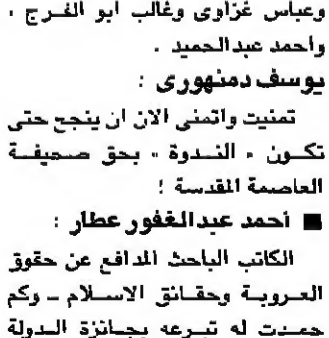 وعباس غزاوى وغالب ابو الفرج ،
واحمد عبدالحميد .
يوسف دمنهورى :
تمنيت واتمنى الان ان ينجح حتى
تكون « الندوة » بحق صحيفة
العاصمة المقدسة !
■ أحمد عبدالغفور عطار :
الكاتب الباحث المدافع عن حقوق
العروبة وحقائق الاسلام ـ وكم
حمدت له تبرعه بجائزة الدولة